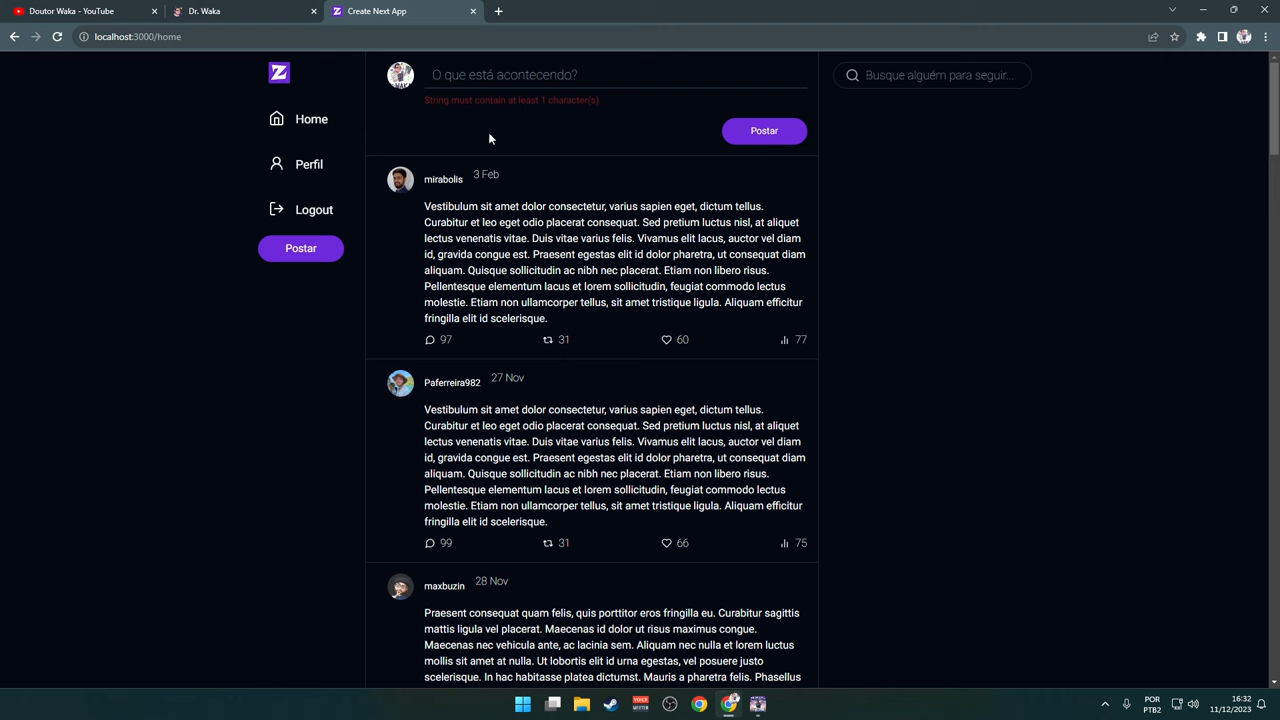 Doutor Waka - YouTube
Dr. Waka
Create Next App
localhost:3000/home
Z
Home
Perfil
Logout
Postar
O que está acontecendo?
String must contain at least 1 character(s)
Postar
mirabolis 3 Feb
Vestibulum sit amet dolor consectetur, varius sapien eget, dictum tellus.
Curabitur et leo eget odio placerat consequat. Sed pretium luctus nisl, at aliquet
lectus venenatis vitae. Duis vitae varius felis. Vivamus elit lacus, auctor vel diam
id, gravida congue est. Praesent egestas elit id dolor pharetra, ut consequat diam
aliquam. Quisque sollicitudin ac nibh nec placerat. Etiam non libero risus.
Pellentesque elementum lacus et lorem sollicitudin, feugiat commodo lectus
molestie. Etiam non ullamcorper tellus, sit amet tristique ligula. Aliquam efficitur
fringilla elit id scelerisque.
97 31 60 77
Paferreira982 27 Nov
Vestibulum sit amet dolor consectetur, varius sapien eget, dictum tellus.
Curabitur et leo eget odio placerat consequat. Sed pretium luctus nisl, at aliquet
lectus venenatis vitae. Duis vitae varius felis. Vivamus elit lacus, auctor vel diam
id, gravida congue est. Praesent egestas elit id dolor pharetra, ut consequat diam
aliquam. Quisque sollicitudin ac nibh nec placerat. Etiam non libero risus.
Pellentesque elementum lacus et lorem sollicitudin, feugiat commodo lectus
molestie. Etiam non ullamcorper tellus, sit amet tristique ligula. Aliquam efficitur
fringilla elit id scelerisque.
99 31 66 75
maxbuzin 28 Nov
Praesent consequat quam felis, quis porttitor eros fringilla eu. Curabitur sagittis
mattis ligula vel placerat. Maecenas id dolor ut risus maximus congue.
Maecenas nec vehicula ante, ac lacinia sem. Aliquam nec nulla et lorem luctus
mollis sit amet at nulla. Ut lobortis elit id urna egestas, vel posuere justo
scelerisque. In hac habitasse platea dictumst. Mauris a pharetra felis. Phasellus
Busque alguém para seguir...
POR
PTB2
16:32
11/12/2023